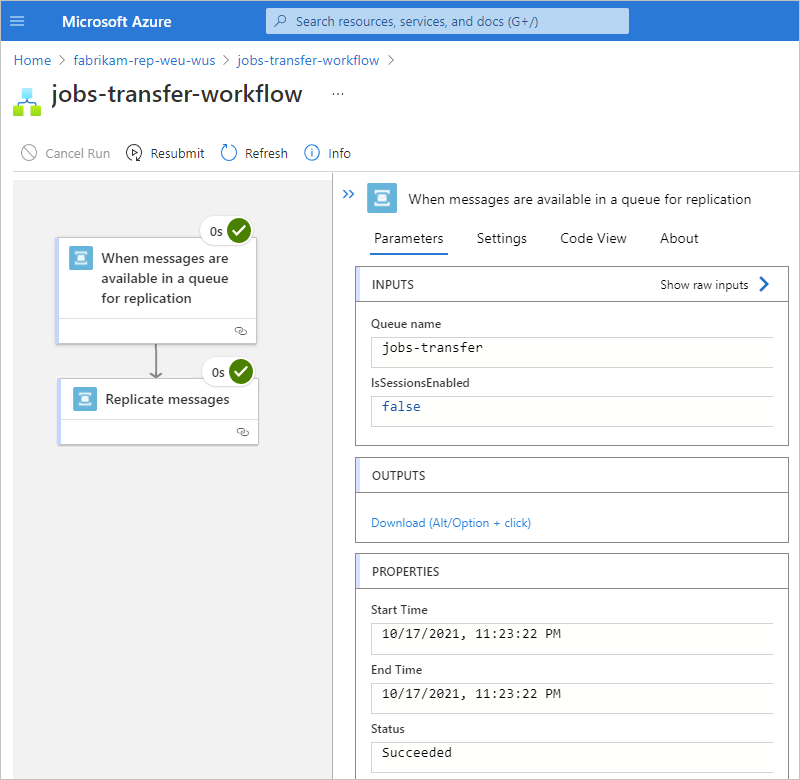 Microsoft Azure
Search resources, services, and docs (G+/)
Home > fabrikam-rep-weu-wus > jobs-transfer-workflow >
jobs-transfer-workflow ...
Cancel Run Resubmit Refresh Info
0s
When messages are
available in a queue
for replication
0s
Replicate messages
When messages are available in a queue for replication
Parameters Settings Code View About
INPUTS Show raw inputs
Queue name
jobs-transfer
IsSessionsEnabled
false
OUTPUTS
Download (Alt/Option + click)
PROPERTIES
Start Time
10/17/2021, 11:23:22 PM
End Time
10/17/2021, 11:23:22 PM
Status
Succeeded